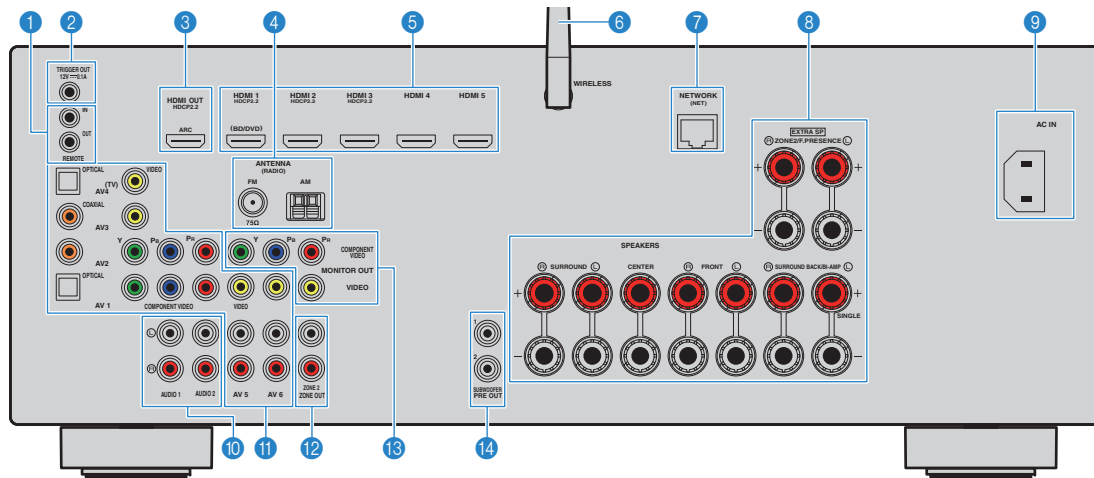 1 2 3 4 5 6 7 8 9
TRIGGER OUT
12V 0.1A
IN
OUT
REMOTE
HDMI OUT
HDCP2.2
ARC
HDMI 1
HDCP2.2
(BD/DVD)
HDMI 2
HDCP2.2
HDMI 3
HDCP2.2
HDMI 4
HDMI 5
WIRELESS
NETWORK
(NET)
AC IN
EXTRA SP
R ZONE2/F.PRESENCE L
+ +
- -
ANTENNA
(RADIO)
FM
75Ω
AM
OPTICAL
(TV)
AV4
VIDEO
COAXIAL
AV3
AV2
Y PB PR
OPTICAL
AV 1
COMPONENT VIDEO
VIDEO
Y PB PR
COMPONENT
VIDEO
MONITOR OUT
VIDEO
SPEAKERS
R SURROUND L
CENTER
R FRONT L
R SURROUND BACK/BI-AMP L
+ +
SINGLE
- -
L
R
AUDIO 1
AUDIO 2
AV 5
AV 6
ZONE 2
ZONE OUT
1
2
SUBWOOFER
PRE OUT
10 11 12 13 14